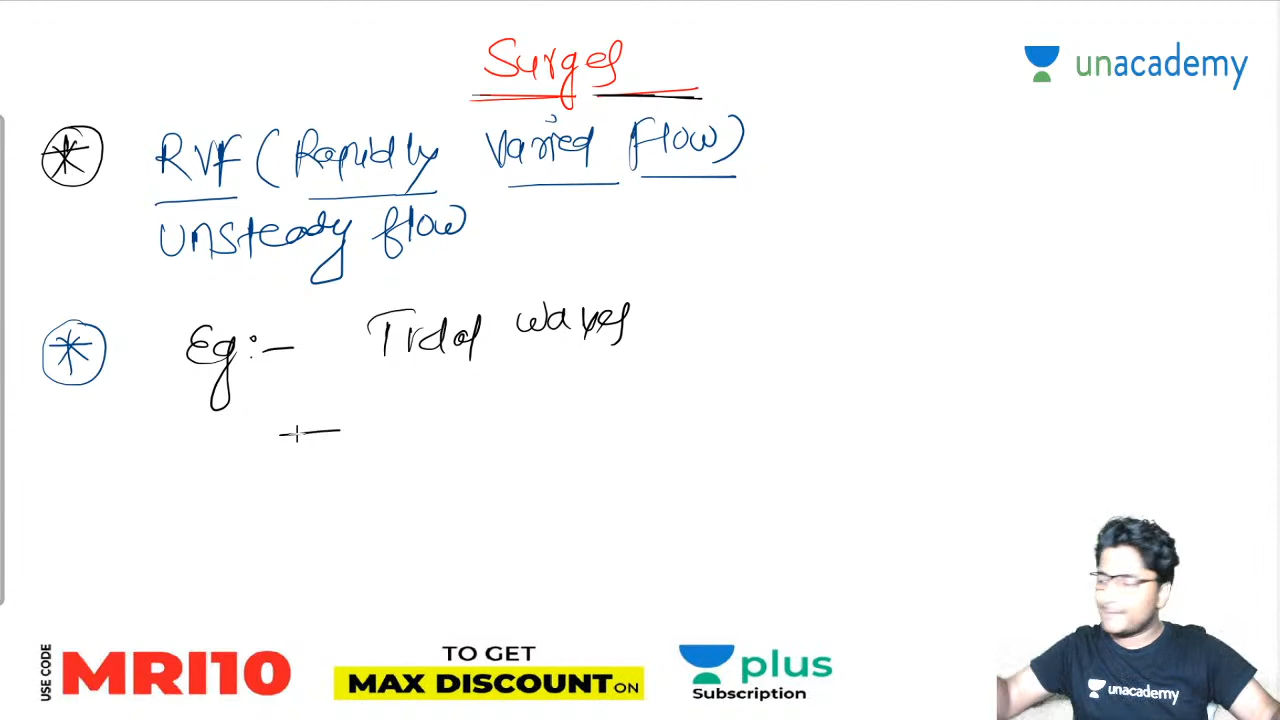 Surges
unacademy
RVF (Rapidly Varied Flow)
unsteady flow
Eg:- Tidal waves
USE CODE
MRI10
TO GET
MAX DISCOUNT ON
plus
Subscription
unacademy